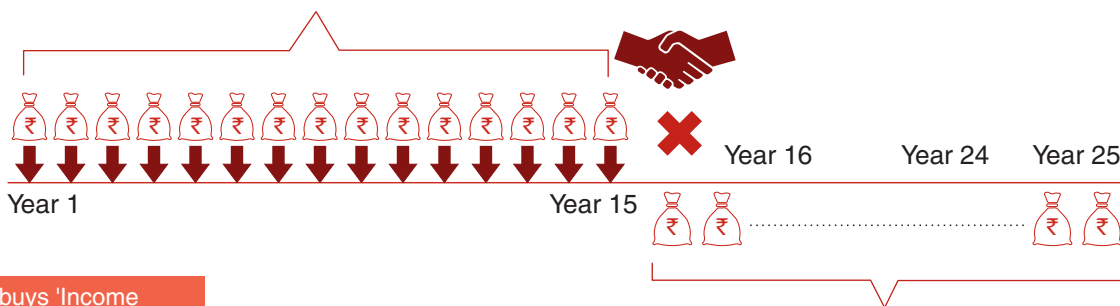 ₹ ₹ ₹ ₹ ₹ ₹ ₹ ₹ ₹ ₹ ₹ ₹ ₹ ₹ ₹
Year 16 Year 24 Year 25
Year 1 Year 15
₹ ₹ ₹ ₹
buys 'Income